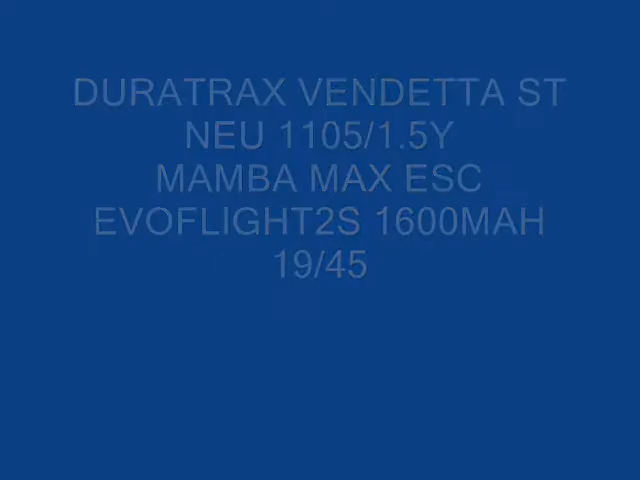 DURATRAX VENDETTA ST
NEU 1105/1.5Y
MAMBA MAX ESC
EVOFLIGHT2S 1600MAH
19/45